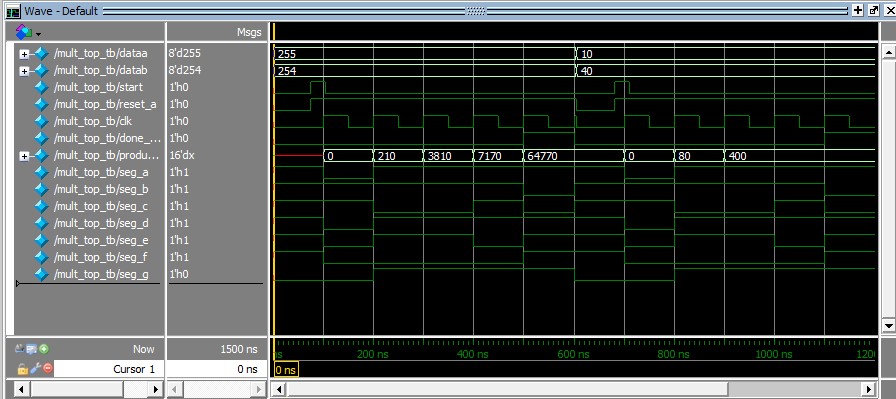 Wave - Default
Msgs
/mult_top_tb/dataa 8'd255 255 10
/mult_top_tb/datab 8'd254 254 40
/mult_top_tb/start 1'h0
/mult_top_tb/reset_a 1'h0
/mult_top_tb/clk 1'h0
/mult_top_tb/done_... 1'h0
/mult_top_tb/produ... 16'dx 0 210 3810 7170 64770 0 80 400
/mult_top_tb/seg_a 1'h1
/mult_top_tb/seg_b 1'h1
/mult_top_tb/seg_c 1'h1
/mult_top_tb/seg_d 1'h1
/mult_top_tb/seg_e 1'h1
/mult_top_tb/seg_f 1'h1
/mult_top_tb/seg_g 1'h0
Now 1500 ns ns 200 ns 400 ns 600 ns 800 ns 1000 ns 1200
Cursor 1 0 ns 0 ns